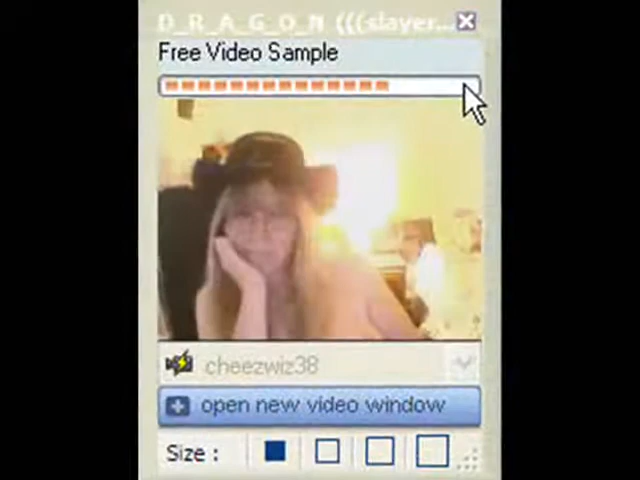 D_R_A_G_O_N (((slayer...
Free Video Sample
cheezwiz38
open new video window
Size :